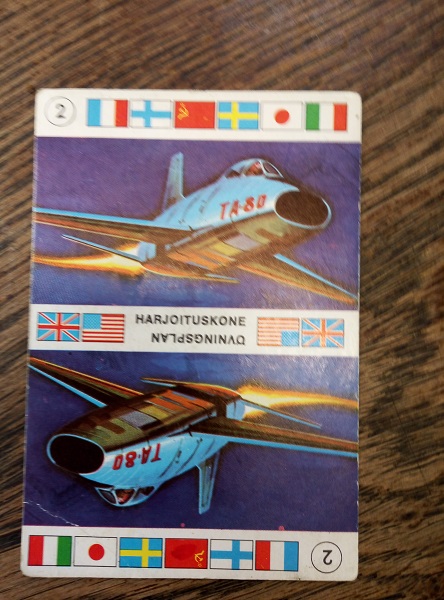 2
TA-80
HARJOITUSKONE
ÖVNINGSPLAN
TA-80
2